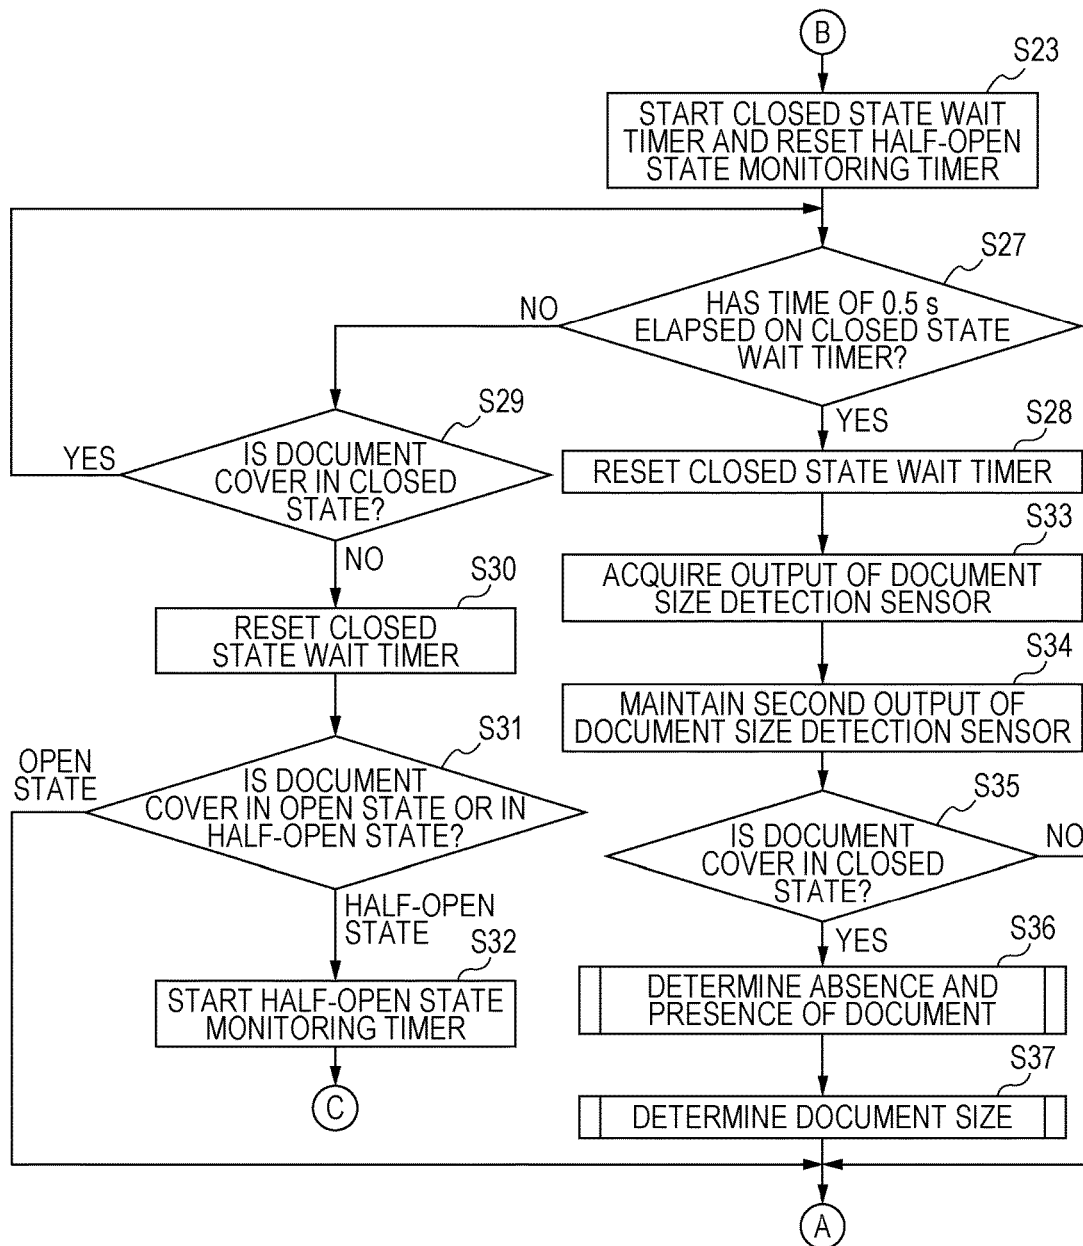 B
S23
START CLOSED STATE WAIT
TIMER AND RESET HALF-OPEN
STATE MONITORING TIMER
S27
HAS TIME OF 0.5 s
ELAPSED ON CLOSED STATE
WAIT TIMER?
NO
YES
S29
IS DOCUMENT
COVER IN CLOSED
STATE?
YES
NO
S28
RESET CLOSED STATE WAIT TIMER
S33
ACQUIRE OUTPUT OF DOCUMENT
SIZE DETECTION SENSOR
S30
RESET CLOSED
STATE WAIT TIMER
S34
MAINTAIN SECOND OUTPUT OF
DOCUMENT SIZE DETECTION SENSOR
S31
IS DOCUMENT
COVER IN OPEN STATE OR IN
HALF-OPEN STATE?
OPEN
STATE
HALF-OPEN
STATE
S35
IS DOCUMENT
COVER IN CLOSED
STATE?
NO
YES
S32
START HALF-OPEN STATE
MONITORING TIMER
C
S36
DETERMINE ABSENCE AND
PRESENCE OF DOCUMENT
S37
DETERMINE DOCUMENT SIZE
A